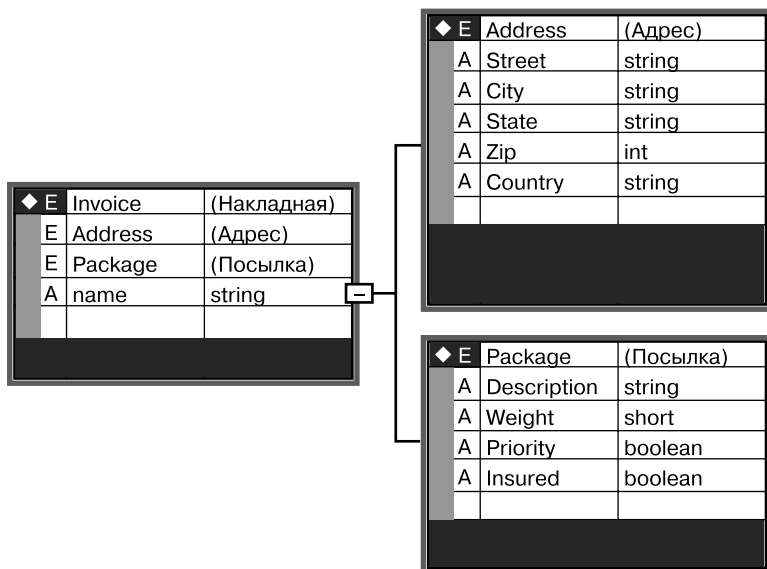 E Invoice (Накладная)
E Address (Адрес)
E Package (Посылка)
A name string
E Address (Адрес)
A Street string
A City string
A State string
A Zip int
A Country string
E Package (Посылка)
A Description string
A Weight short
A Priority boolean
A Insured boolean